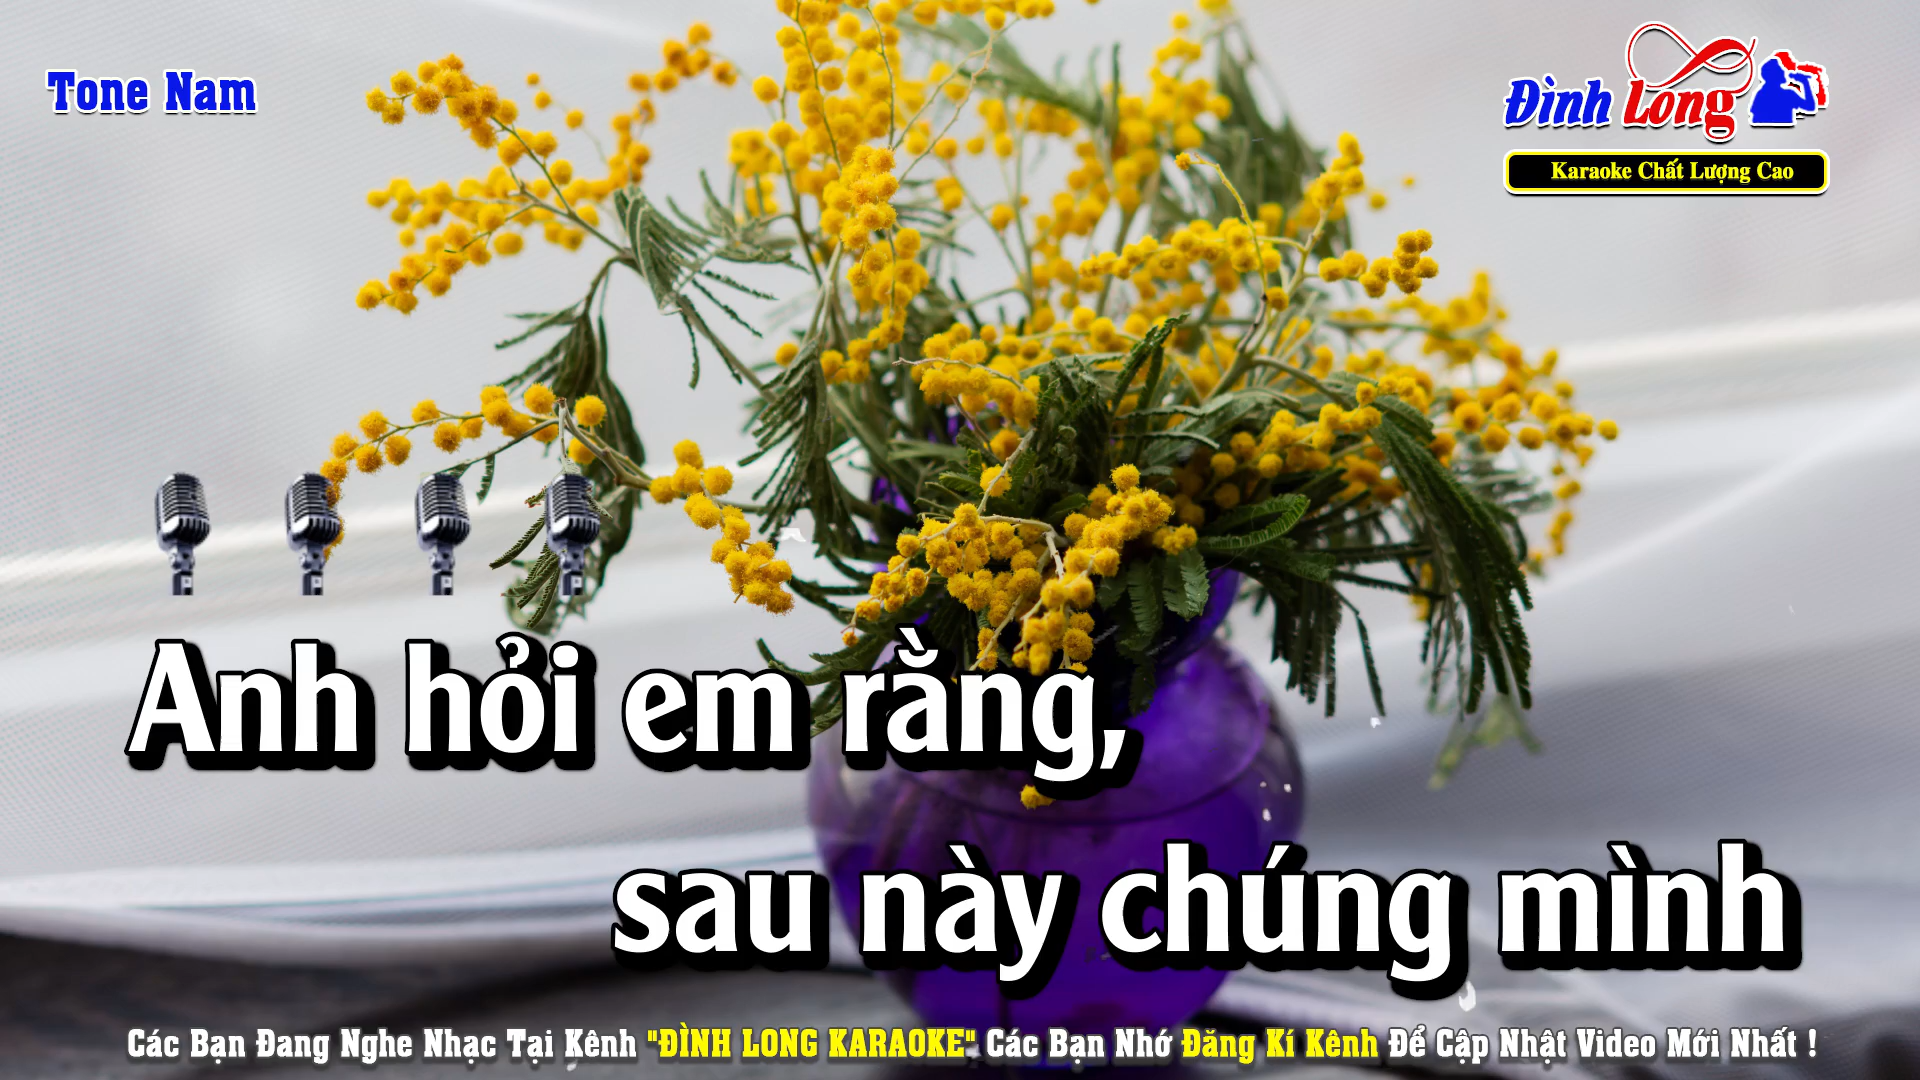 Tone Nam
Đình Long
Karaoke Chất Lượng Cao
Anh hỏi em rằng,
sau này chúng mình
Các Bạn Đang Nghe Nhạc Tại Kênh "ĐÌNH LONG KARAOKE" Các Bạn Nhớ Đăng Kí Kênh Để Cập Nhật Video Mới Nhất !